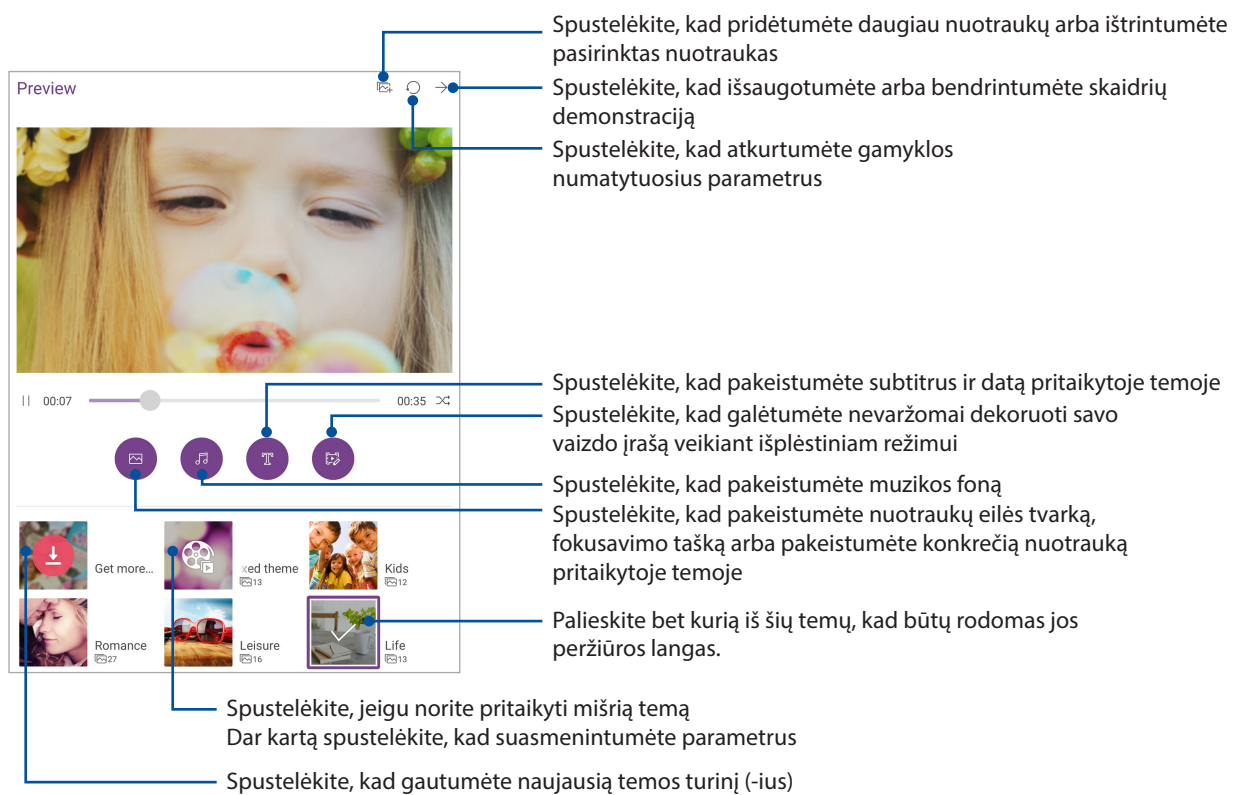 Spustelėkite, kad pridėtumėte daugiau nuotraukų arba ištrintumėte
pasirinktas nuotraukas
Preview
Spustelėkite, kad išsaugotumėte arba bendrintumėte skaidrių
demonstraciją
Spustelėkite, kad atkurtumėte gamyklos
numatytuosius parametrus
00:07
00:35
Spustelėkite, kad pakeistumėte subtitrus ir datą pritaikytoje temoje
Spustelėkite, kad galėtumėte nevaržomai dekoruoti savo
vaizdo įrašą veikiant išplėstiniam režimui
T
Spustelėkite, kad pakeistumėte muzikos foną
Spustelėkite, kad pakeistumėte nuotraukų eilės tvarką,
fokusavimo tašką arba pakeistumėte konkrečią nuotrauką
pritaikytoje temoje
Get more...
xed theme
13
Kids
12
Romance
27
Leisure
16
Life
13
Palieskite bet kurią iš šių temų, kad būtų rodomas jos
peržiūros langas.
Spustelėkite, jeigu norite pritaikyti mišrią temą
Dar kartą spustelėkite, kad suasmenintumėte parametrus
Spustelėkite, kad gautumėte naujausią temos turinį (-ius)